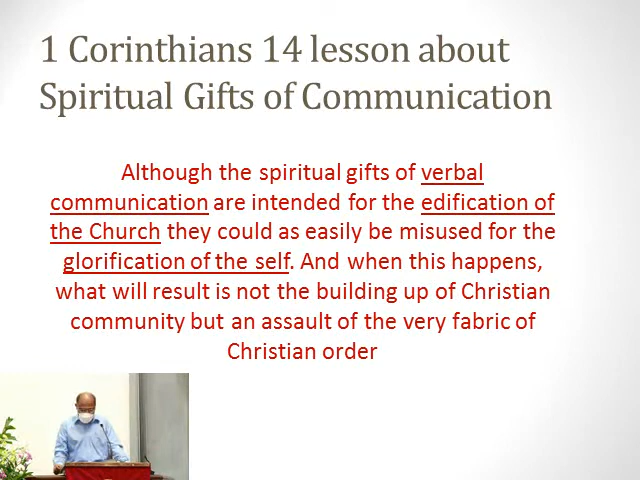 1 Corinthians 14 lesson about
Spiritual Gifts of Communication
Although the spiritual gifts of verbal
communication are intended for the edification of
the Church they could as easily be misused for the
glorification of the self. And when this happens,
what will result is not the building up of Christian
community but an assault of the very fabric of
Christian order